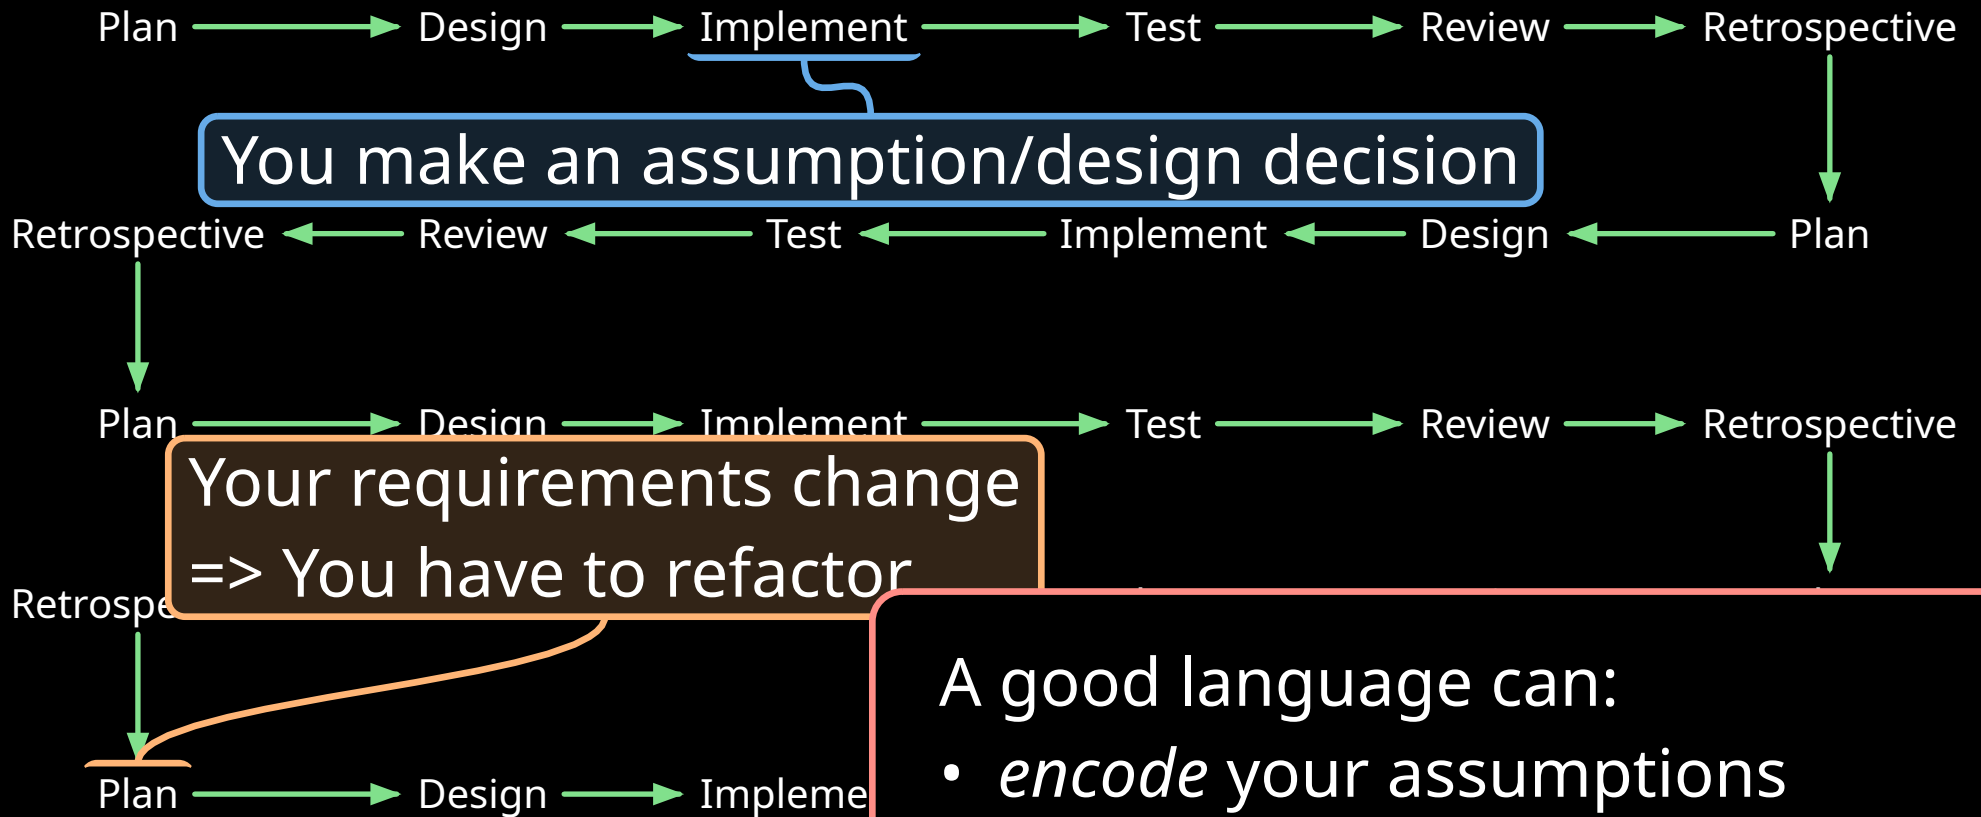 Plan Design Implement Test Review Retrospective
You make an assumption/design decision
Retrospective Review Test Implement Design Plan
Plan Design Implement Test Review Retrospective
Your requirements change
=> You have to refactor
Retrospe
A good language can:
• encode your assumptions
Plan Design Impleme